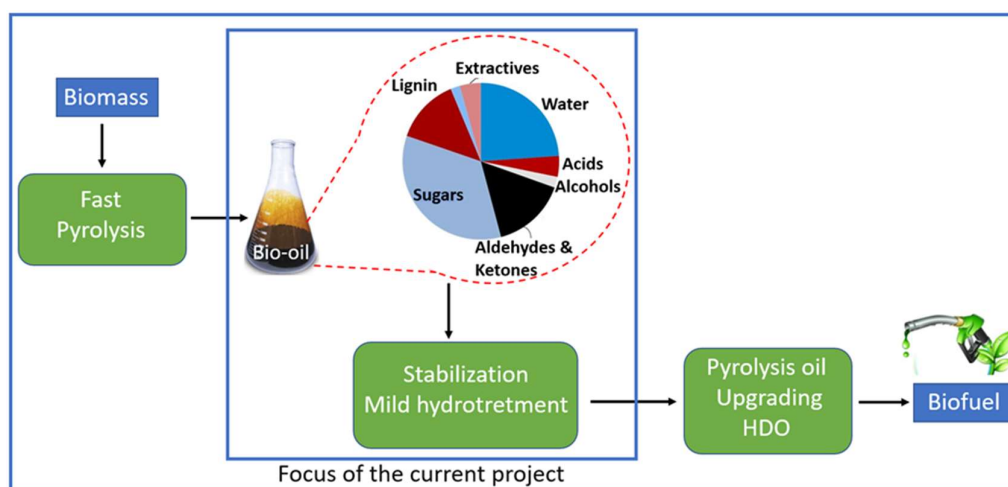 Biomass
Fast
Pyrolysis
Bio-oil
Extractives
Lignin
Water
Acids
Alcohols
Sugars
Aldehydes &
Ketones
Stabilization
Mild hydrotretment
Pyrolysis oil
Upgrading
HDO
Biofuel
Focus of the current project